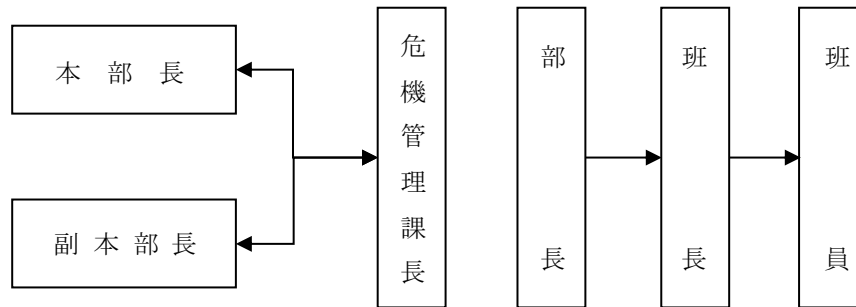 本部長
副本部長
危機管理課長
部長
班長
班員